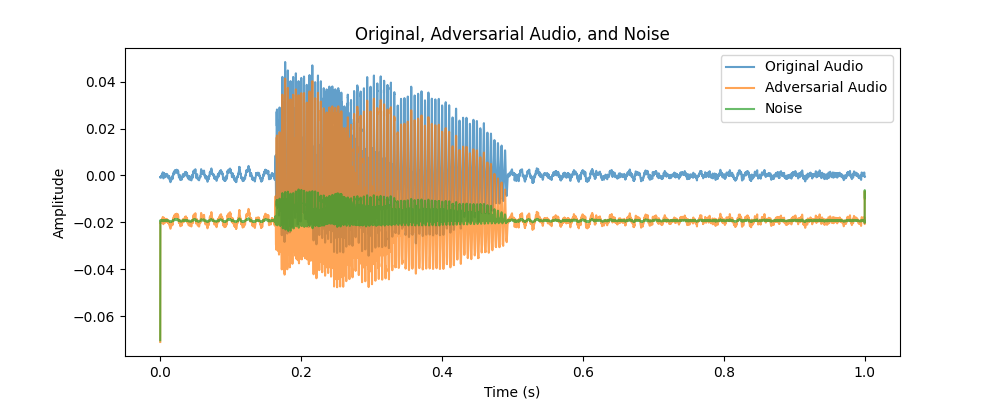 Original, Adversarial Audio, and Noise
Original Audio
Adversarial Audio
Noise
Amplitude
0.04
0.02
0.00
−0.02
−0.04
−0.06
0.0 0.2 0.4 0.6 0.8 1.0
Time (s)